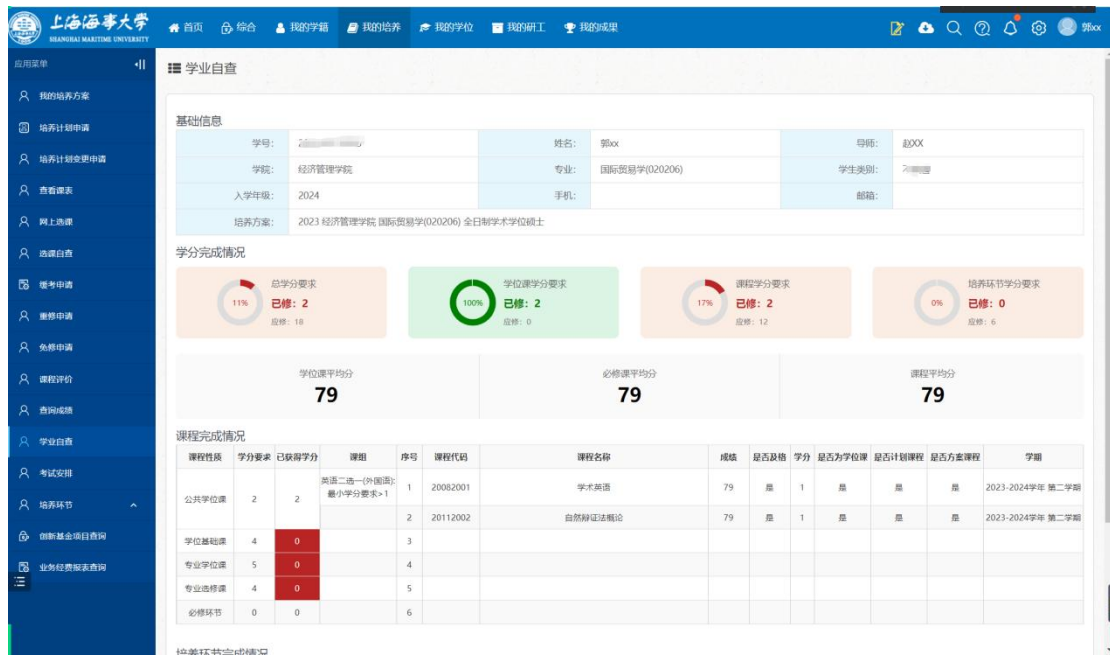 上海海事大学
SHANGHAI MARITIME UNIVERSITY
首页 综合 我的学籍 我的培养 我的学位 我的研工 我的成果 郭xx
应用菜单
我的培养方案
培养计划申请
培养计划变更申请
查看课表
网上选课
选课自查
缓考申请
重修申请
免修申请
课程评价
查询成绩
学业自查
考试安排
培养环节
创新基金项目查询
业务经费报表查询
学业自查
基础信息
学号: 姓名: 郭xx 导师: 赵XX
学院: 经济管理学院 专业: 国际贸易学(020206) 学生类别:
入学年级: 2024 手机: 邮箱:
培养方案: 2023 经济管理学院 国际贸易学(020206) 全日制学术学位硕士
学分完成情况
11% 总学分要求 已修: 2 应修: 18
100% 学位课学分要求 已修: 2 应修: 0
17% 课程学分要求 已修: 2 应修: 12
0% 培养环节学分要求 已修: 0 应修: 6
学位课平均分 必修课平均分 课程平均分
79 79 79
课程完成情况
课程性质 学分要求 已获得学分 课组 序号 课程代码 课程名称 成绩 是否及格 学分 是否为学位课 是否计划课程 是否方案课程 学期
公共学位课 2 2 英语二选一(外国语): 最小学分要求>1 1 20082001 学术英语 79 是 1 是 是 是 2023-2024学年 第二学期
2 20112002 自然辩证法概论 79 是 1 是 是 是 2023-2024学年 第二学期
学位基础课 4 0 3
专业学位课 5 0 4
专业选修课 4 0 5
必修环节 0 0 6
培养环节完成情况